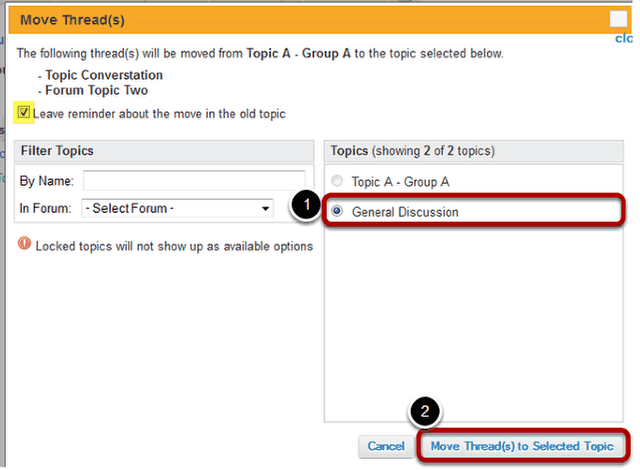 Move Thread(s)
clo
The following thread(s) will be moved from Topic A - Group A to the topic selected below.
- Topic Converstation
- Forum Topic Two
Leave reminder about the move in the old topic
Filter Topics
By Name:
In Forum: - Select Forum -
Locked topics will not show up as available options
Topics (showing 2 of 2 topics)
Topic A - Group A
1
General Discussion
2
Cancel
Move Thread(s) to Selected Topic